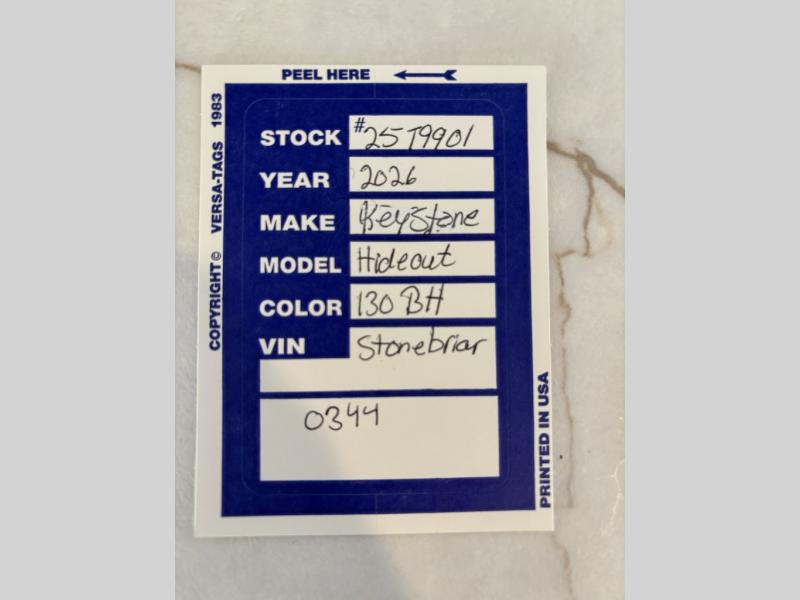 PEEL HERE
COPYRIGHT © VERSA-TAGS 1983
STOCK #25T9901
YEAR 2026
MAKE KeyStone
MODEL Hideout
COLOR 130 BH
VIN Stonebriar
0344
PRINTED IN USA